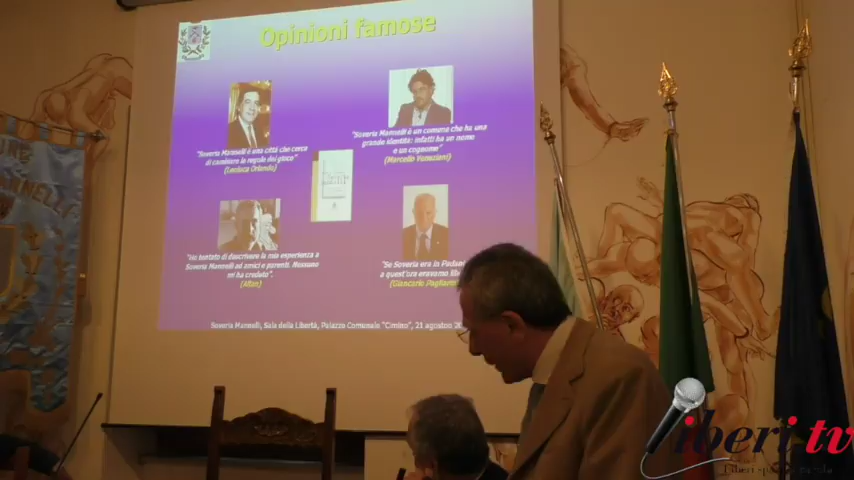 Opinioni famose
"Soveria Mannelli è una città che cerca
di cambiare le regole del gioco"
(Leoluca Orlando)
"Soveria Mannelli è un comune che ha una
grande identità: infatti ha un nome
e un cognome"
(Marcello Veneziani)
"Ho tentato di descrivere la mia esperienza a
Soveria Mannelli ad amici e parenti. Nessuno
mi ha creduto".
(Altan)
"Se Soveria era in
a quest'ora eravamo
(Giancarlo
Soveria Mannelli, Sala della Libertà, Palazzo Comunale "Cimino", 21 agosto
liberi.tv